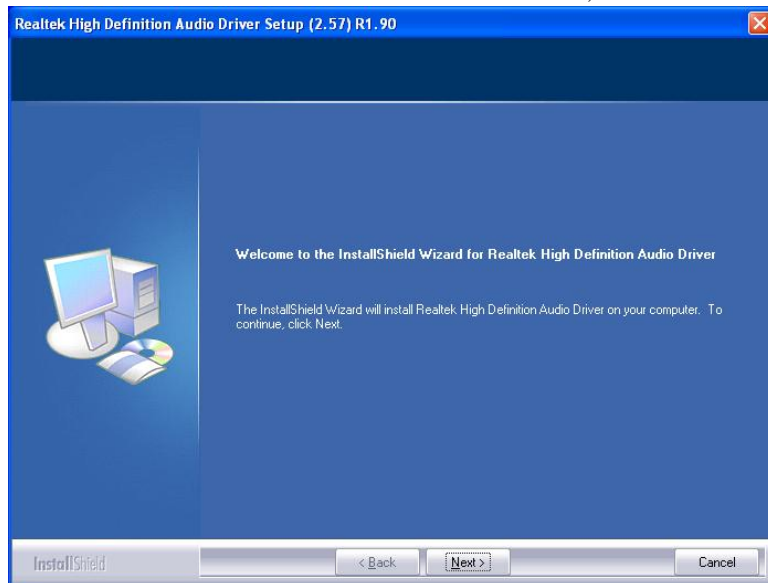 Realtek High Definition Audio Driver Setup (2.57) R1.90
Welcome to the InstallShield Wizard for Realtek High Definition Audio Driver
The InstallShield Wizard will install Realtek High Definition Audio Driver on your computer. To
continue, click Next.
InstallShield
< Back
Next >
Cancel